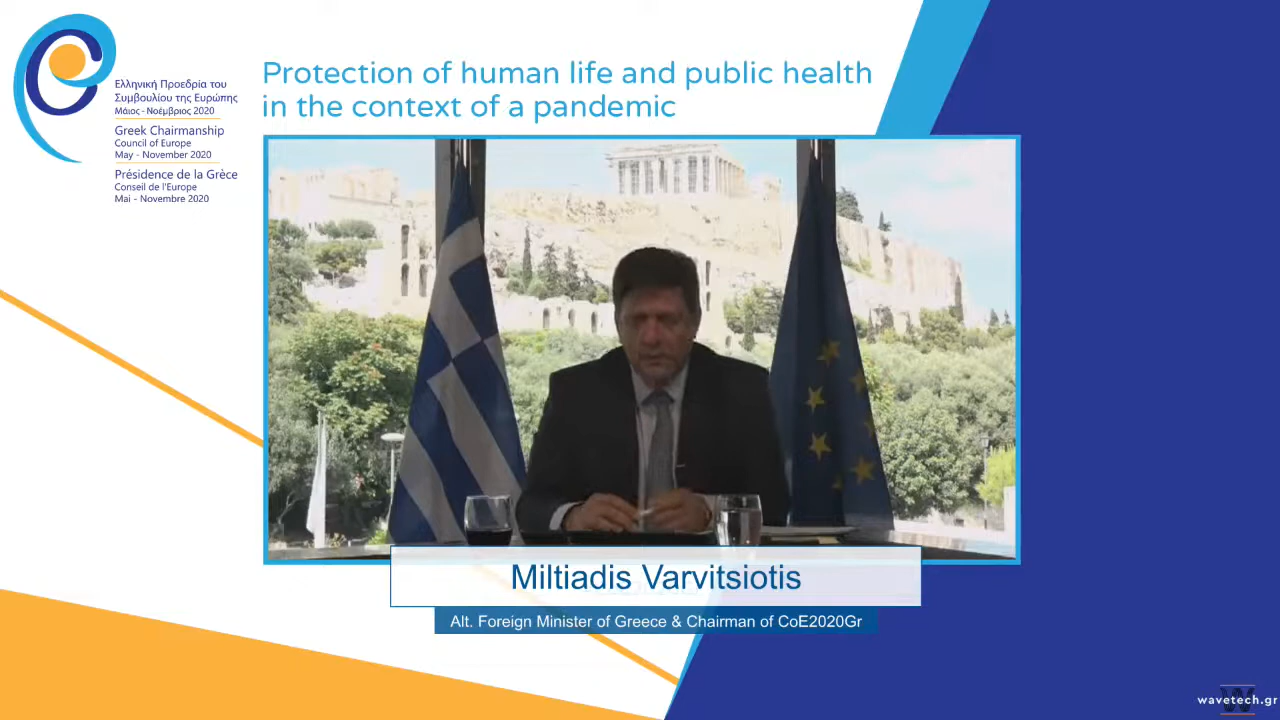 Ελληνική Προεδρία του
Συμβουλίου της Ευρώπης
Μάιος - Νοέμβριος 2020
Greek Chairmanship
Council of Europe
May - November 2020
Présidence de la Grèce
Conseil de l'Europe
Mai - Novembre 2020
Protection of human life and public health
in the context of a pandemic
Miltiadis Varvitsiotis
Alt. Foreign Minister of Greece & Chairman of CoE2020Gr
wavetech.gr